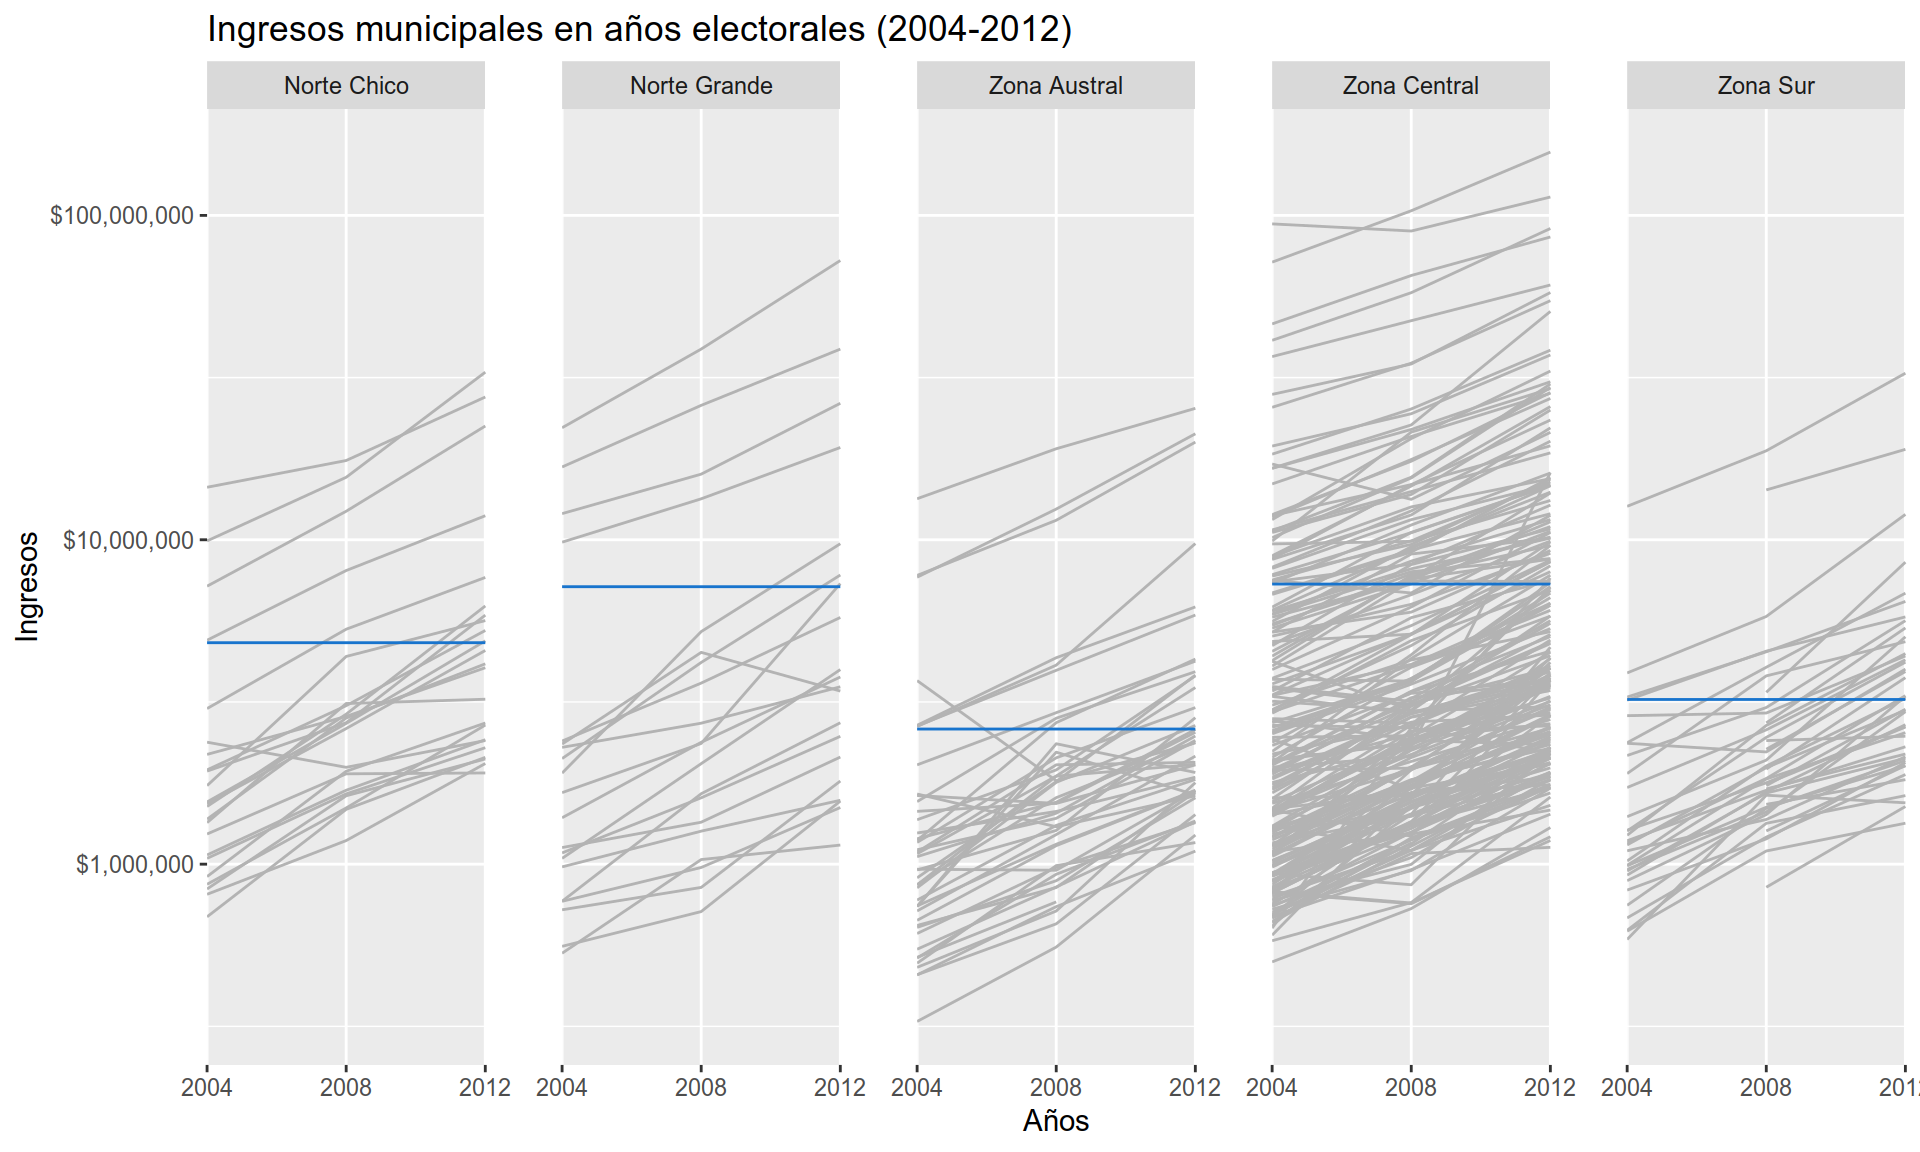 Ingresos municipales en años electorales (2004-2012)
Norte Chico
Norte Grande
Zona Austral
Zona Central
Zona Sur
$100,000,000
$10,000,000
$1,000,000
Ingresos
2004 2008 2012
2004 2008 2012
2004 2008 2012
2004 2008 2012
2004 2008 2012
Años